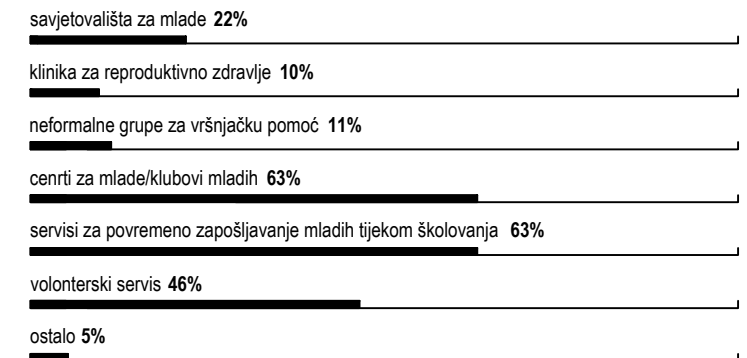 savjetovališta za mlade 22%
klinika za reproduktivno zdravlje 10%
neformalne grupe za vršnjačku pomoć 11%
cenrti za mlade/klubovi mladih 63%
servisi za povremeno zapošljavanje mladih tijekom školovanja 63%
volonterski servis 46%
ostalo 5%